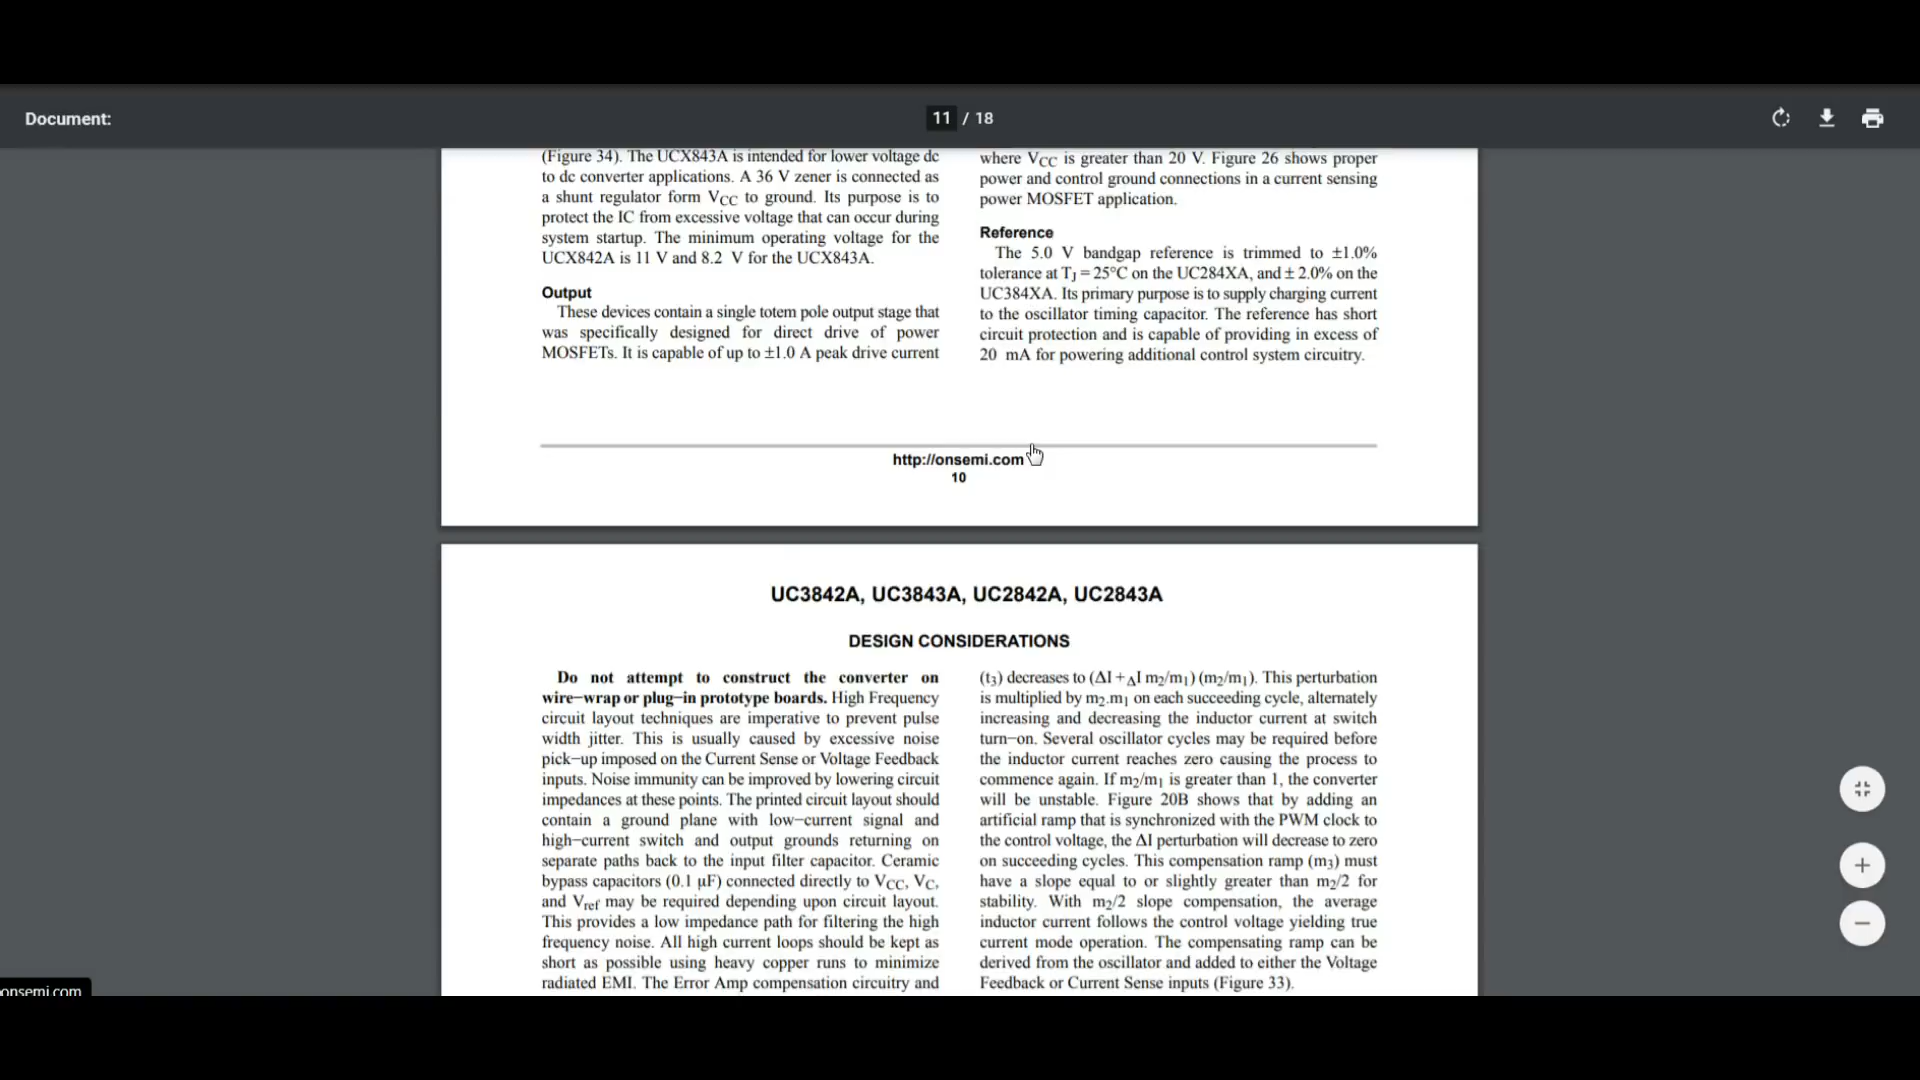 Document:
11 / 18
(Figure 34). The UCX843A is intended for lower voltage dc
to dc converter applications. A 36 V zener is connected as
a shunt regulator form VCC to ground. Its purpose is to
protect the IC from excessive voltage that can occur during
system startup. The minimum operating voltage for the
UCX842A is 11 V and 8.2 V for the UCX843A.
Output
These devices contain a single totem pole output stage that
was specifically designed for direct drive of power
MOSFETs. It is capable of up to ±1.0 A peak drive current
where VCC is greater than 20 V. Figure 26 shows proper
power and control ground connections in a current sensing
power MOSFET application.
Reference
The 5.0 V bandgap reference is trimmed to ±1.0%
tolerance at TJ = 25°C on the UC284XA, and ± 2.0% on the
UC384XA. Its primary purpose is to supply charging current
to the oscillator timing capacitor. The reference has short
circuit protection and is capable of providing in excess of
20 mA for powering additional control system circuitry.
http://onsemi.com
10
UC3842A, UC3843A, UC2842A, UC2843A
DESIGN CONSIDERATIONS
Do not attempt to construct the converter on
wire−wrap or plug−in prototype boards. High Frequency
circuit layout techniques are imperative to prevent pulse
width jitter. This is usually caused by excessive noise
pick−up imposed on the Current Sense or Voltage Feedback
inputs. Noise immunity can be improved by lowering circuit
impedances at these points. The printed circuit layout should
contain a ground plane with low−current signal and
high−current switch and output grounds returning on
separate paths back to the input filter capacitor. Ceramic
bypass capacitors (0.1 μF) connected directly to VCC, VC,
and Vref may be required depending upon circuit layout.
This provides a low impedance path for filtering the high
frequency noise. All high current loops should be kept as
short as possible using heavy copper runs to minimize
radiated EMI. The Error Amp compensation circuitry and
(t3) decreases to (ΔI + ΔI m2/m1) (m2/m1). This perturbation
is multiplied by m2.m1 on each succeeding cycle, alternately
increasing and decreasing the inductor current at switch
turn−on. Several oscillator cycles may be required before
the inductor current reaches zero causing the process to
commence again. If m2/m1 is greater than 1, the converter
will be unstable. Figure 20B shows that by adding an
artificial ramp that is synchronized with the PWM clock to
the control voltage, the ΔI perturbation will decrease to zero
on succeeding cycles. This compensation ramp (m3) must
have a slope equal to or slightly greater than m2/2 for
stability. With m2/2 slope compensation, the average
inductor current follows the control voltage yielding true
current mode operation. The compensating ramp can be
derived from the oscillator and added to either the Voltage
Feedback or Current Sense inputs (Figure 33).
onsemi.com